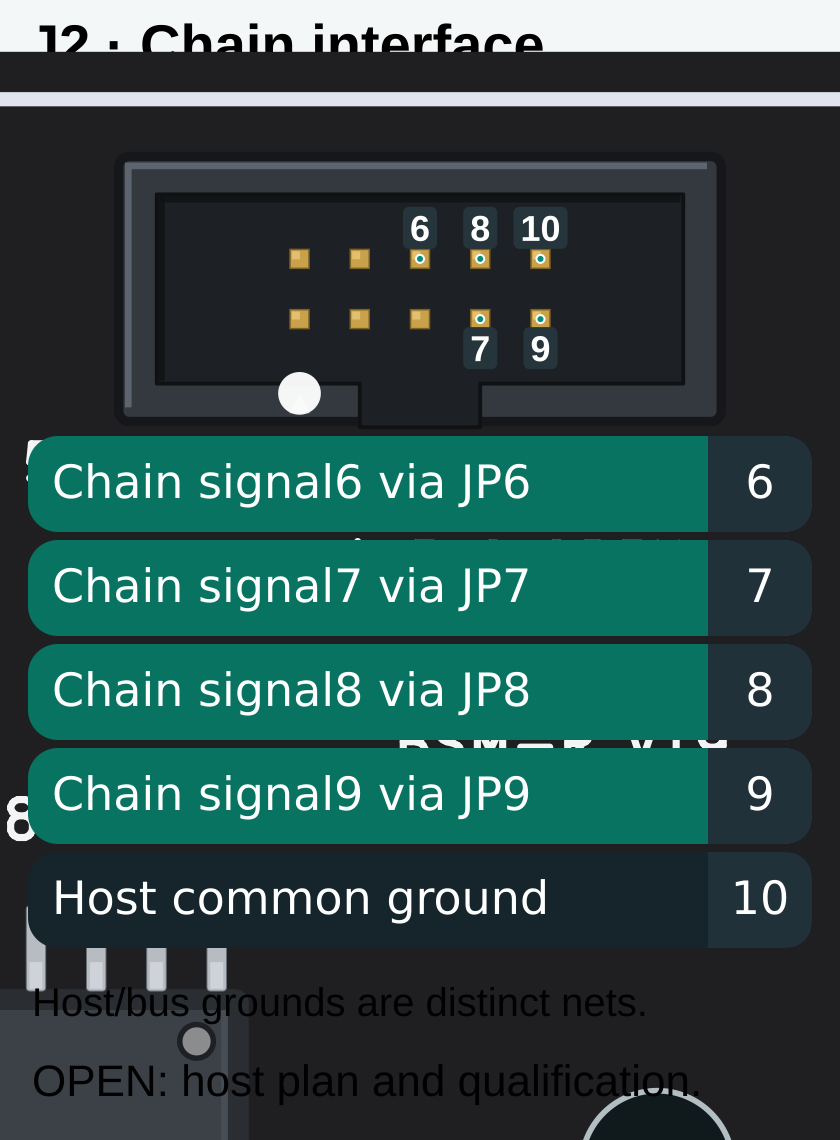 J2 · Chain interface
6 8 10
7 9
Chain signal6 via JP6 6
Chain signal7 via JP7 7
Chain signal8 via JP8 8
Chain signal9 via JP9 9
8
Host common ground 10
Host/bus grounds are distinct nets.
OPEN: host plan and qualification.